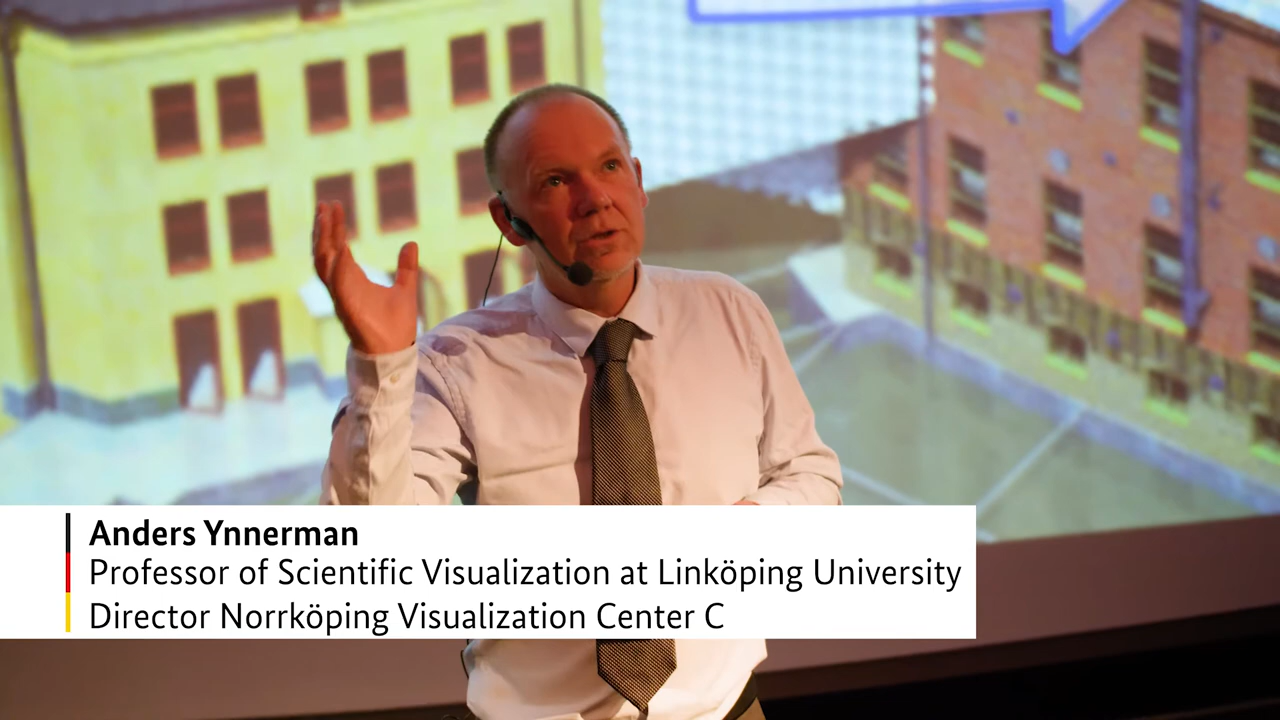 Anders Ynnerman
Professor of Scientific Visualization at Linköping University
Director Norrköping Visualization Center C